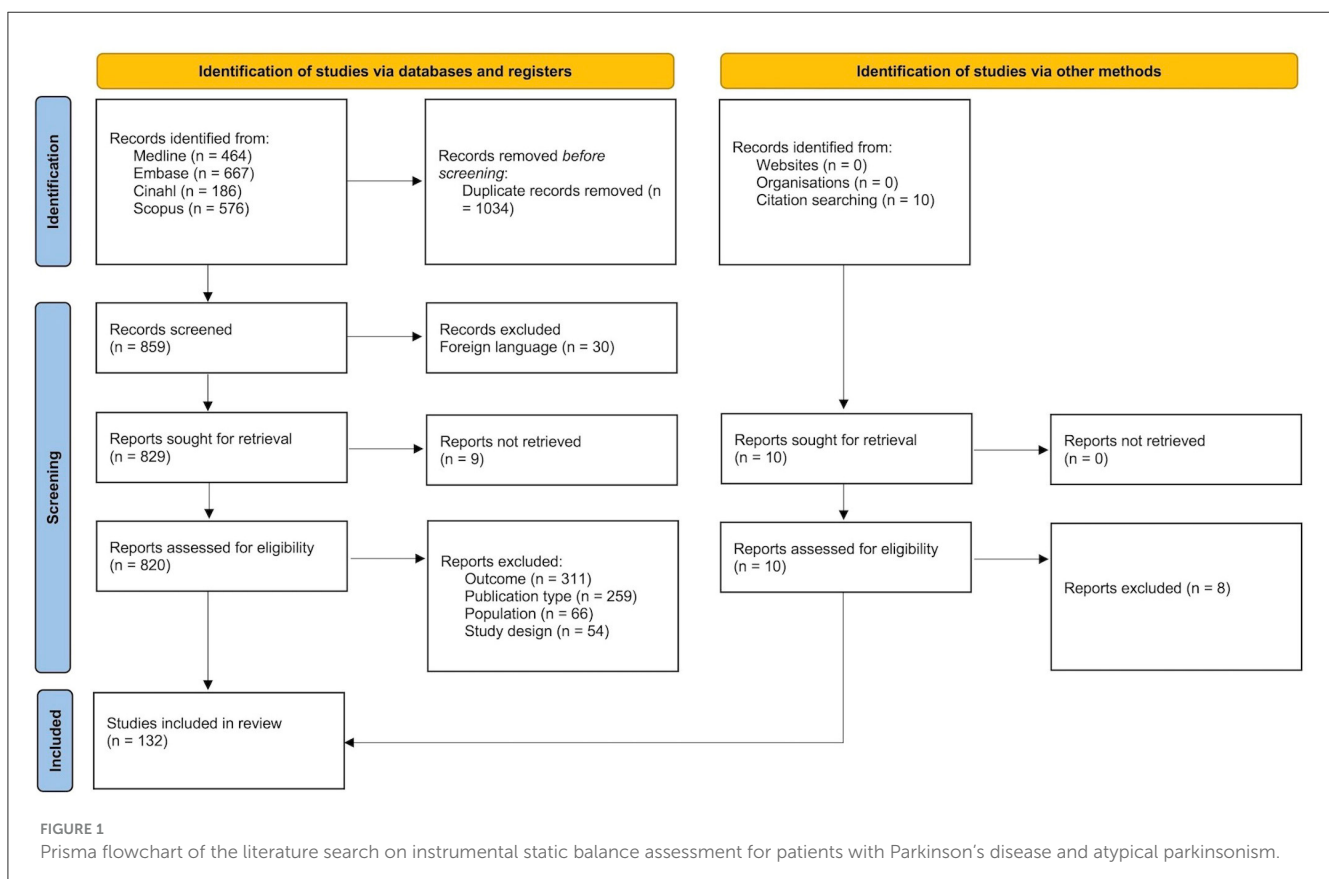 Identification of studies via databases and registers
Identification of studies via other methods
Identification
Records identified from:
Medline (n = 464)
Embase (n = 667)
Cinahl (n = 186)
Scopus (n = 576)
Records removed before
screening:
Duplicate records removed (n
= 1034)
Records identified from:
Websites (n = 0)
Organisations (n = 0)
Citation searching (n = 10)
Screening
Records screened
(n = 859)
Records excluded
Foreign language (n = 30)
Reports sought for retrieval
(n = 829)
Reports not retrieved
(n = 9)
Reports sought for retrieval
(n = 10)
Reports not retrieved
(n = 0)
Reports assessed for eligibility
(n = 820)
Reports excluded:
Outcome (n = 311)
Publication type (n = 259)
Population (n = 66)
Study design (n = 54)
Reports assessed for eligibility
(n = 10)
Reports excluded (n = 8)
Included
Studies included in review
(n = 132)
FIGURE 1
Prisma flowchart of the literature search on instrumental static balance assessment for patients with Parkinson's disease and atypical parkinsonism.